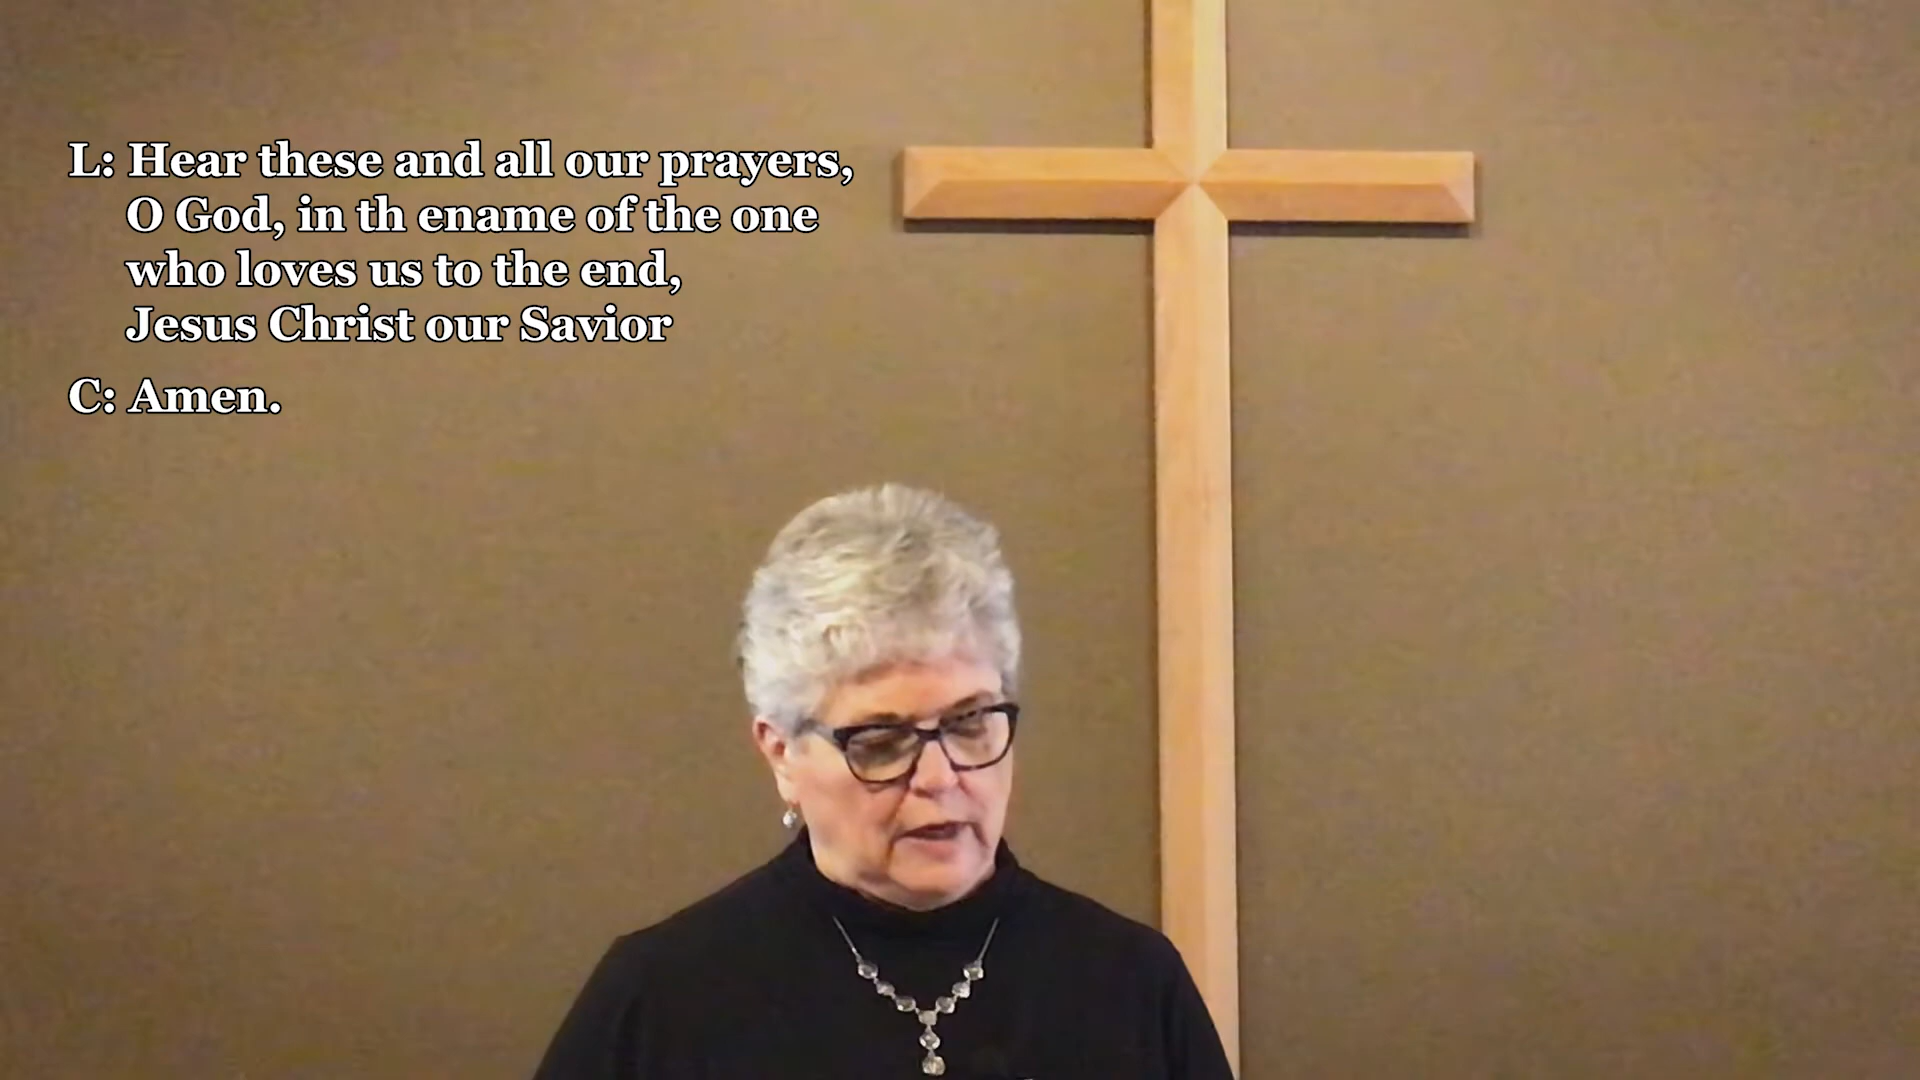 L: Hear these and all our prayers,
O God, in th ename of the one
who loves us to the end,
Jesus Christ our Savior
C: Amen.